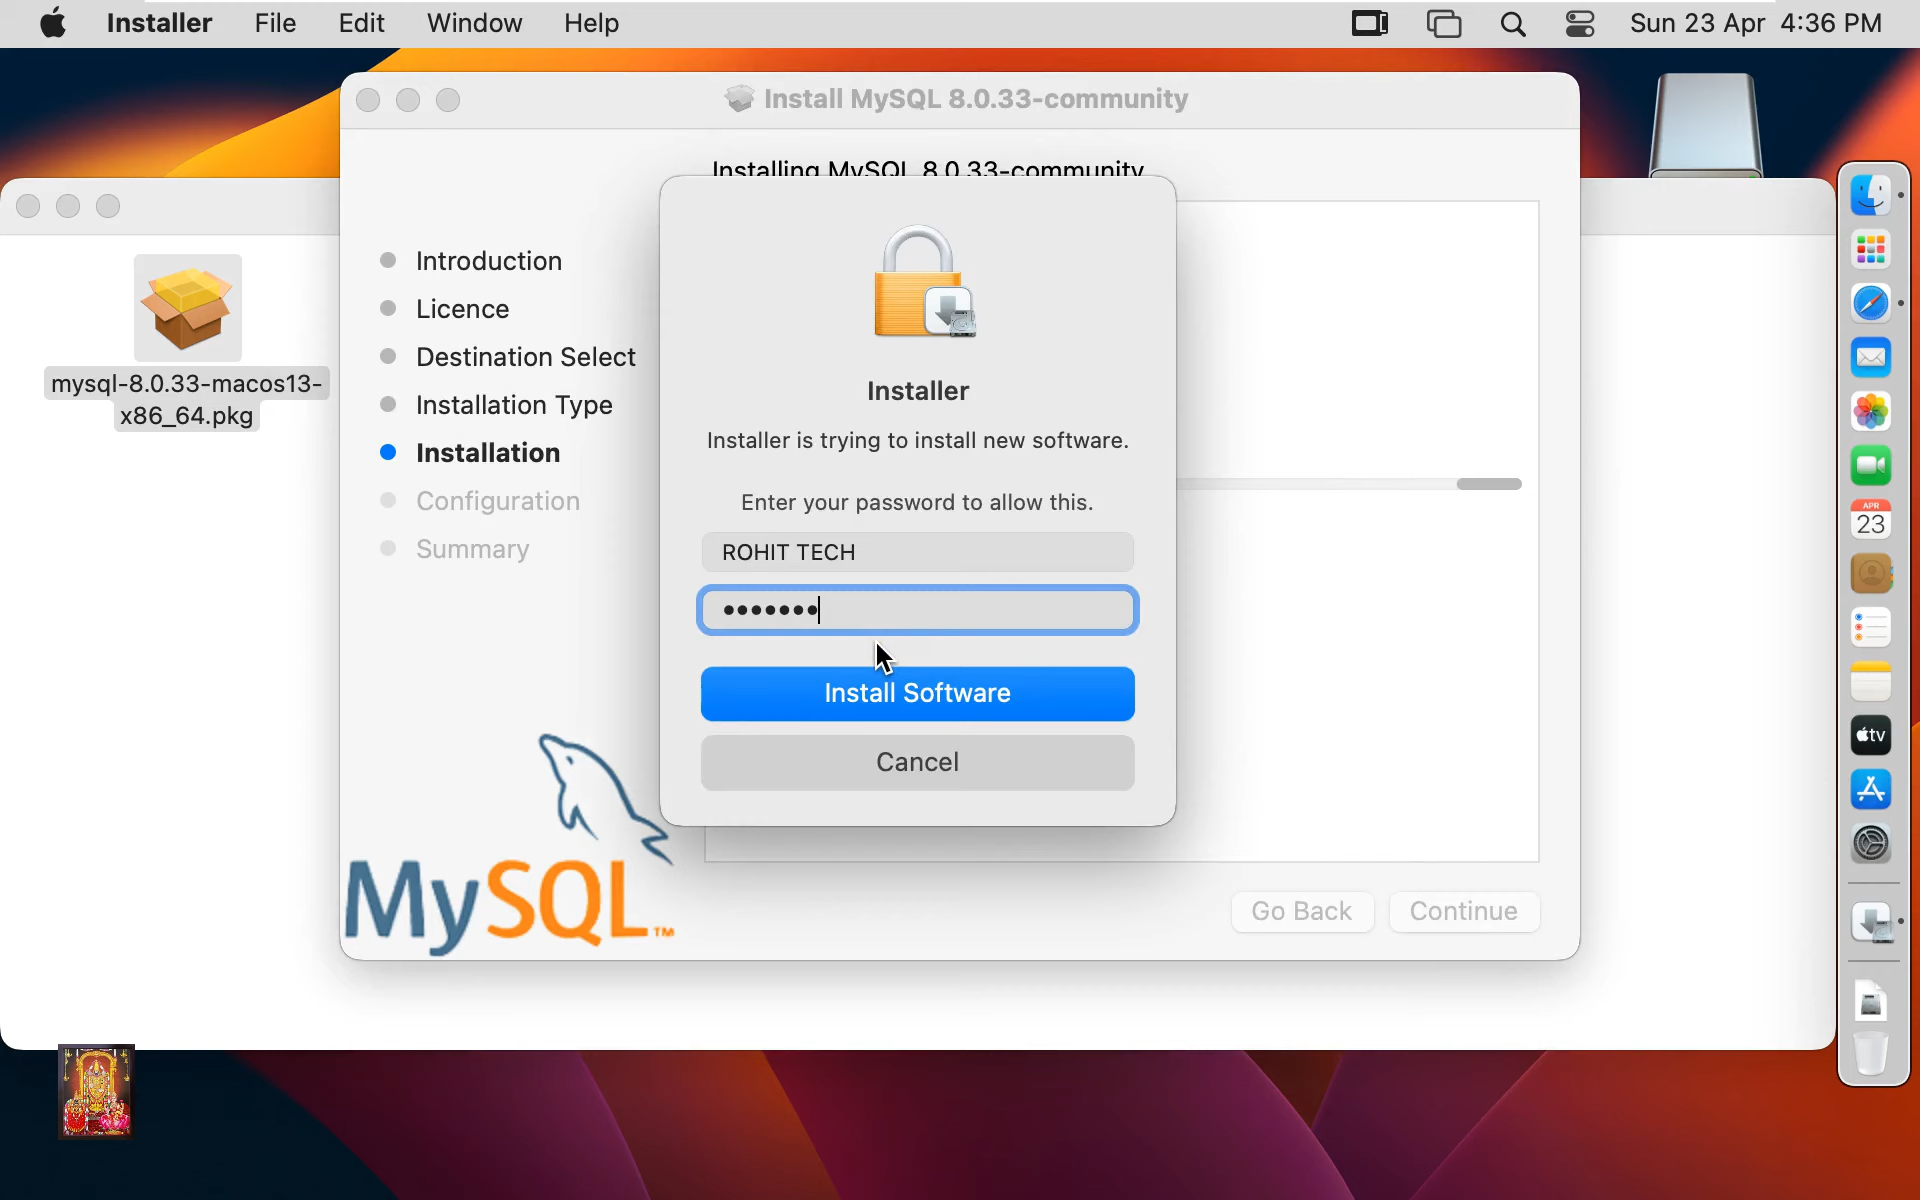 Installer File Edit Window Help Sun 23 Apr 4:36 PM
Install MySQL 8.0.33-community
Installing MySQL 8.0.33-community
mysql-8.0.33-macos13-
x86_64.pkg
Introduction
Licence
Destination Select
Installation Type
Installation
Configuration
Summary
MySQL™
Installer
Installer is trying to install new software.
Enter your password to allow this.
ROHIT TECH
•••••••
Install Software
Cancel
Go Back Continue
APR
23
tv